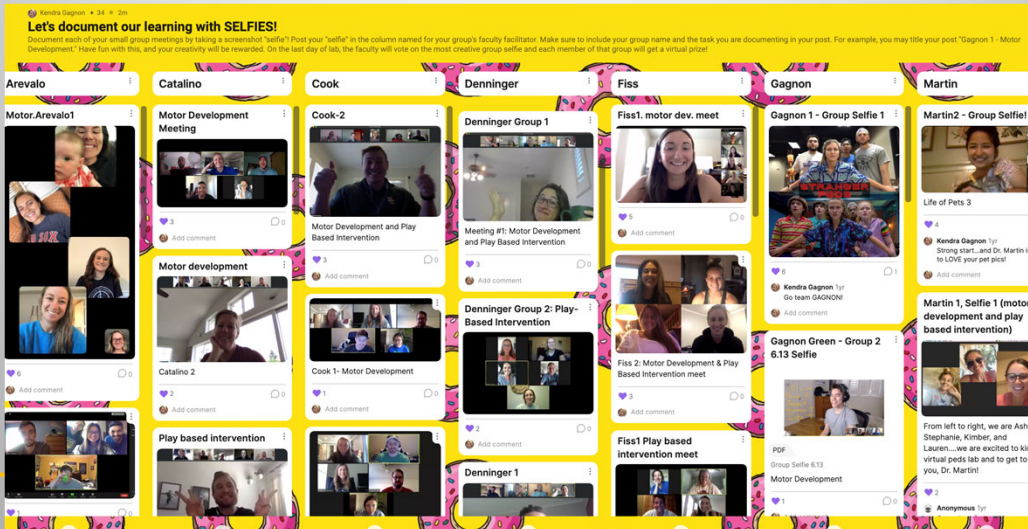 Kendra Gagnon • 34 • 2m
Let's document our learning with SELFIES!
Document each of your small group meetings by taking a screenshot "selfie"! Post your "selfie" in the column named for your group's faculty facilitator. Make sure to include your group name and the task you are documenting in your post. For example, you may title your post "Gagnon 1 - Motor
Development." Have fun with this, and your creativity will be rewarded. On the last day of lab, the faculty will vote on the most creative group selfie and each member of that group will get a virtual prize!
Arevalo
Motor.Arevalo1
6
0
Add comment
1
0
Catalino
Motor Development
Meeting
3
0
Add comment
Motor development
Catalino 2
2
0
Add comment
Play based intervention
Cook
Cook-2
Motor Development and Play
Based Intervention
3
0
Add comment
Cook 1- Motor Development
1
0
Add comment
Denninger
Denninger Group 1
Meeting #1: Motor Development
and Play Based Intervention
3
0
Add comment
Denninger Group 2: Play-
Based Intervention
2
0
Add comment
Denninger 1
Fiss
Fiss1. motor dev. meet
5
0
Add comment
Fiss 2: Motor Development & Play
Based Intervention meet
3
0
Add comment
Fiss1 Play based
intervention meet
Gagnon
Gagnon 1 - Group Selfie 1
STRANGER
PEDS
6
1
Kendra Gagnon 1yr
Go team GAGNON!
Add comment
Gagnon Green - Group 2
6.13 Selfie
PDF
Group Selfie 6.13
Motor Development
1
0
Martin
Martin2 - Group Selfie!
Life of Pets 3
4
Kendra Gagnon 1yr
Strong start...and Dr. Martin i
to LOVE your pet pics!
Add comment
Martin 1, Selfie 1 (moto
development and play
based intervention)
From left to right, we are Ash
Stephanie, Kimber, and
Lauren....we are excited to ki
virtual peds lab and to get to
you, Dr. Martin!
2
Anonymous 1yr